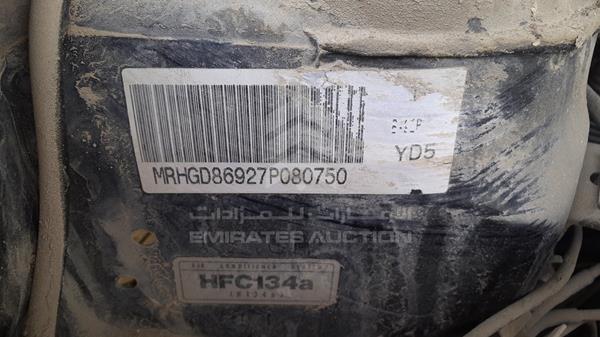 YD5
MRHGD86927P080750
الإمارات للمزادات
EMIRATES AUCTION
HFC134a